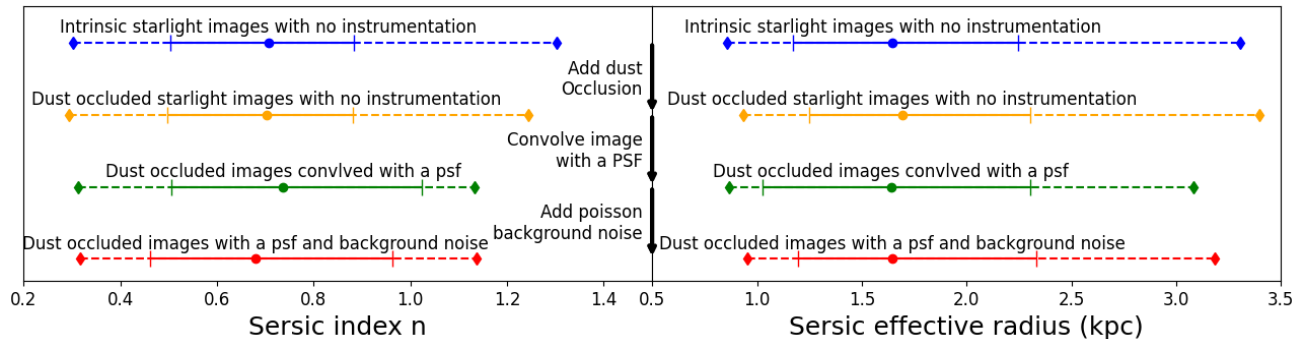 Intrinsic starlight images with no instrumentation
Dust occluded starlight images with no instrumentation
Dust occluded images convlved with a psf
Dust occluded images with a psf and background noise
0.2 0.4 0.6 0.8 1.0 1.2 1.4
Sersic index n
Add dust
Occlusion
Convolve image
with a PSF
Add poisson
background noise
Intrinsic starlight images with no instrumentation
Dust occluded starlight images with no instrumentation
Dust occluded images convlved with a psf
Dust occluded images with a psf and background noise
0.5 1.0 1.5 2.0 2.5 3.0 3.5
Sersic effective radius (kpc)